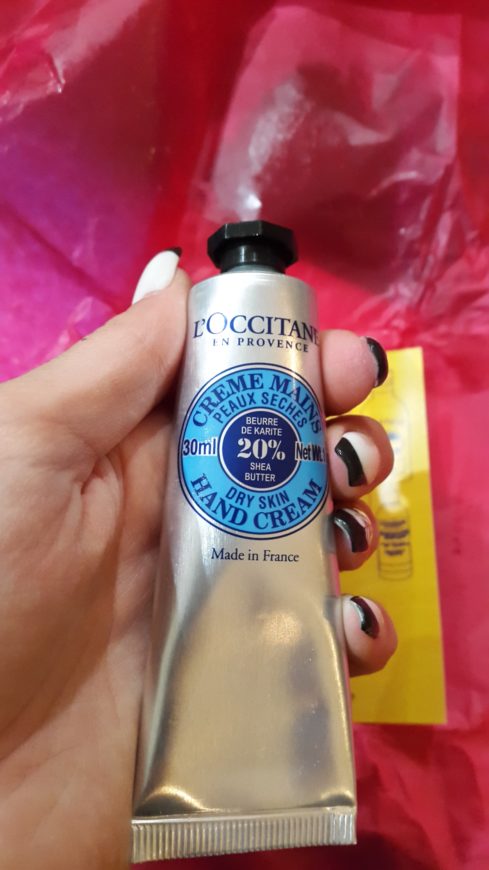 L'OCCITANE
EN PROVENCE
CREME MAINS
PEAUX SECHES
BEURRE
DE KARITE
30ml 20% Net Wt.
SHEA
BUTTER
DRY SKIN
HAND CREAM
Made in France